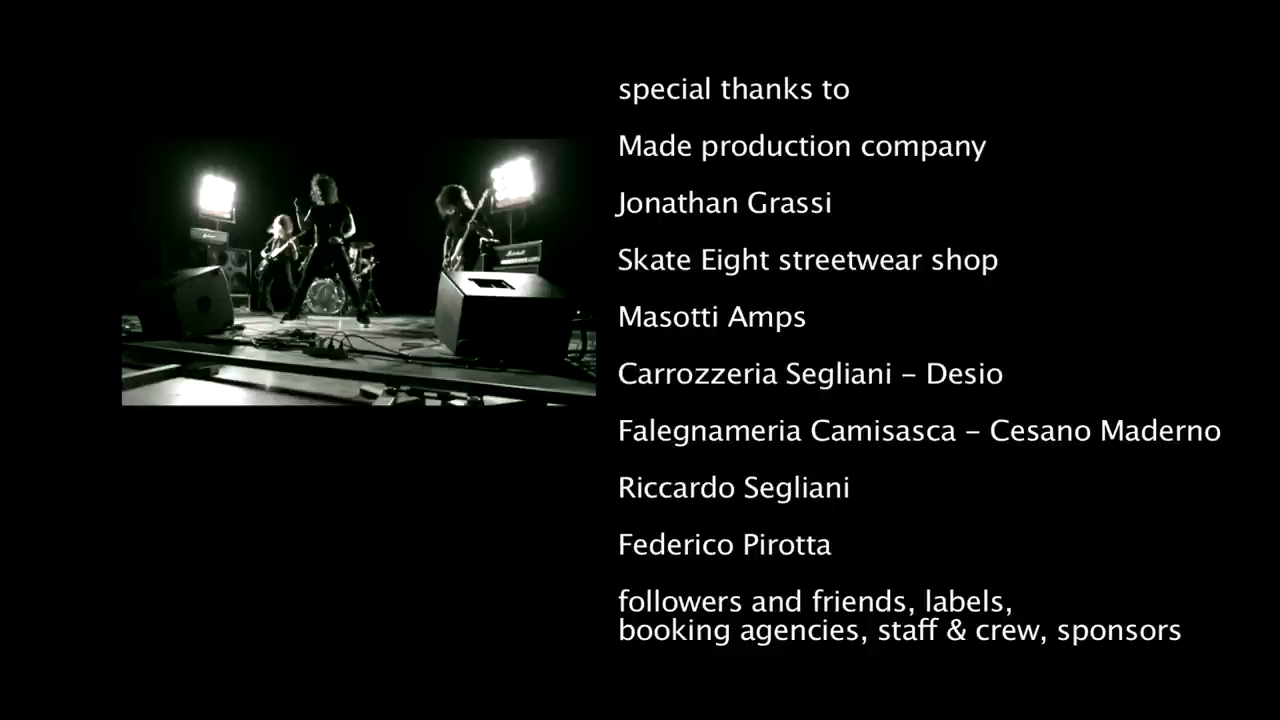 special thanks to
Made production company
Jonathan Grassi
Skate Eight streetwear shop
Masotti Amps
Carrozzeria Segliani – Desio
Falegnameria Camisasca – Cesano Maderno
Riccardo Segliani
Federico Pirotta
followers and friends, labels,
booking agencies, staff & crew, sponsors
Marshall